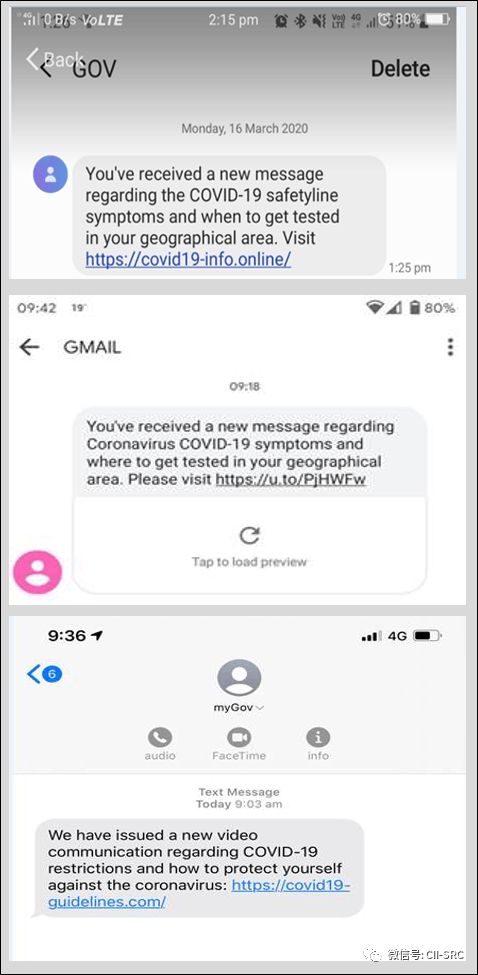 0 B/s VoLTE 2:15 pm 4G 80%
Back
GOV Delete
Monday, 16 March 2020
You've received a new message
regarding the COVID-19 safetyline
symptoms and when to get tested
in your geographical area. Visit
https://covid19-info.online/
1:25 pm
09:42 19° 80%
GMAIL
09:18
You've received a new message regarding
Coronavirus COVID-19 symptoms and
where to get tested in your geographical
area. Please visit https://u.to/PjHWFw
Tap to load preview
9:36 4G
6
myGov
audio FaceTime info
Text Message
Today 9:03 am
We have issued a new video
communication regarding COVID-19
restrictions and how to protect yourself
against the coronavirus: https://covid19-
guidelines.com/
微信号: CII-SRC